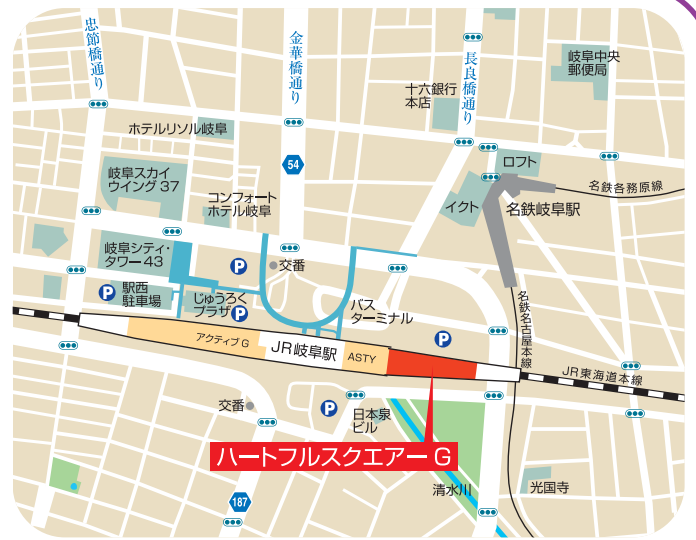 忠節橋通り
金華橋通り
長良橋通り
岐阜中央
郵便局
十六銀行
本店
ホテルリソル岐阜
54
ロフト
岐阜スカイ
ウイング37
コンフォート
ホテル岐阜
イクト
名鉄岐阜駅
名鉄各務原線
岐阜シティ・
タワー43
P
交番
駅西
駐車場
P
じゅうろく
プラザ
P
バス
ターミナル
名鉄名古屋本線
アクティブG
JR岐阜駅
ASTY
P
JR東海道本線
交番
P
日本泉
ビル
ハートフルスクエアーG
清水川
光国寺
187